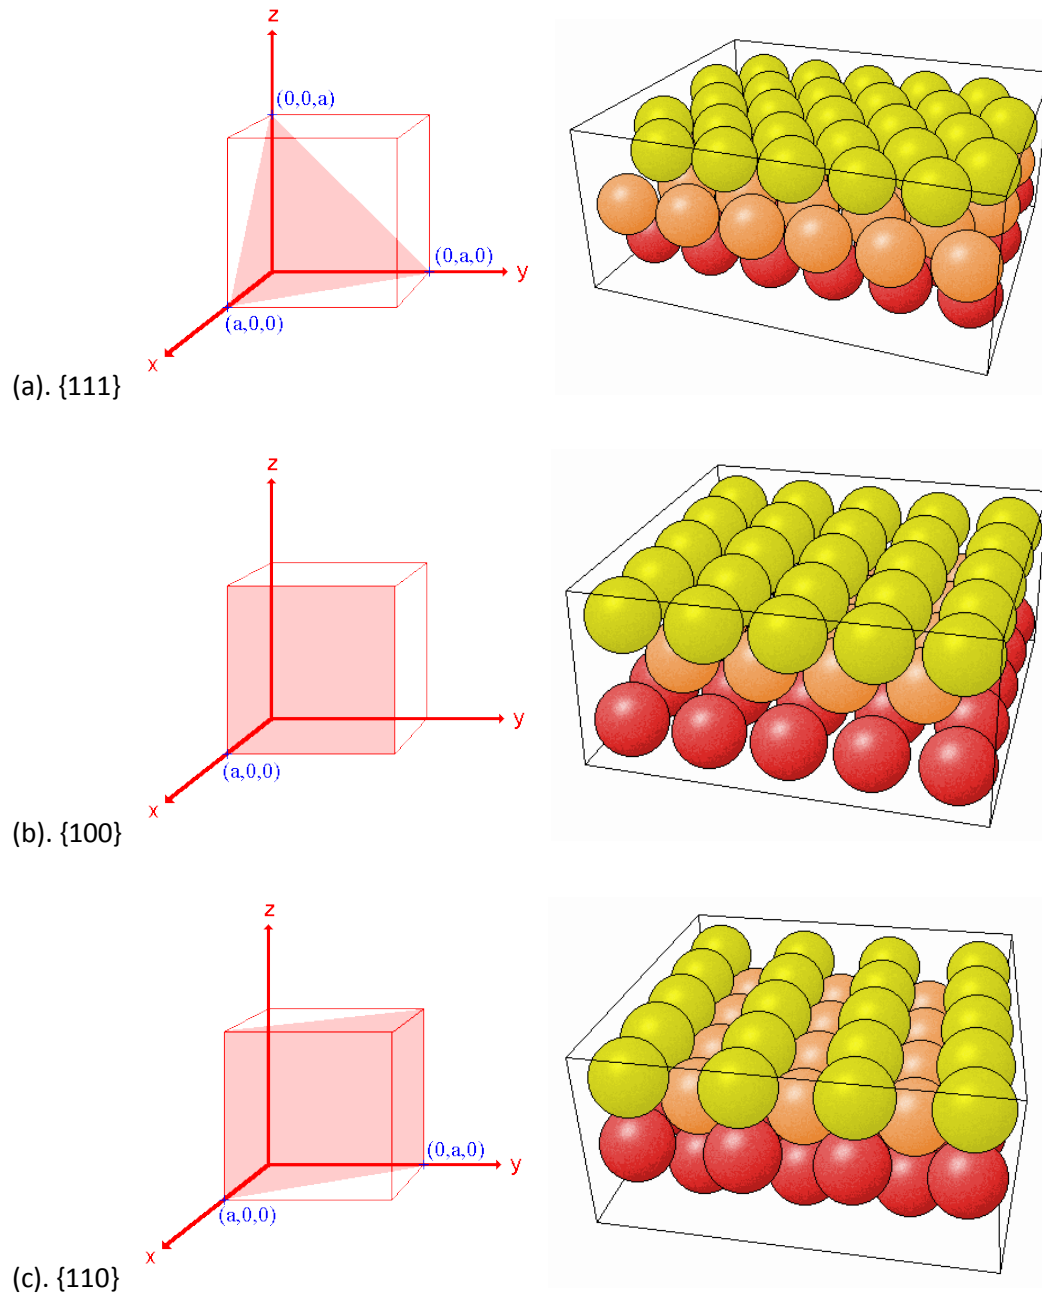 z
(0,0,a)
(0,a,0)
y
(a,0,0)
x
(a). {111}
z
y
(a,0,0)
x
(b). {100}
z
(0,a,0)
y
(a,0,0)
x
(c). {110}